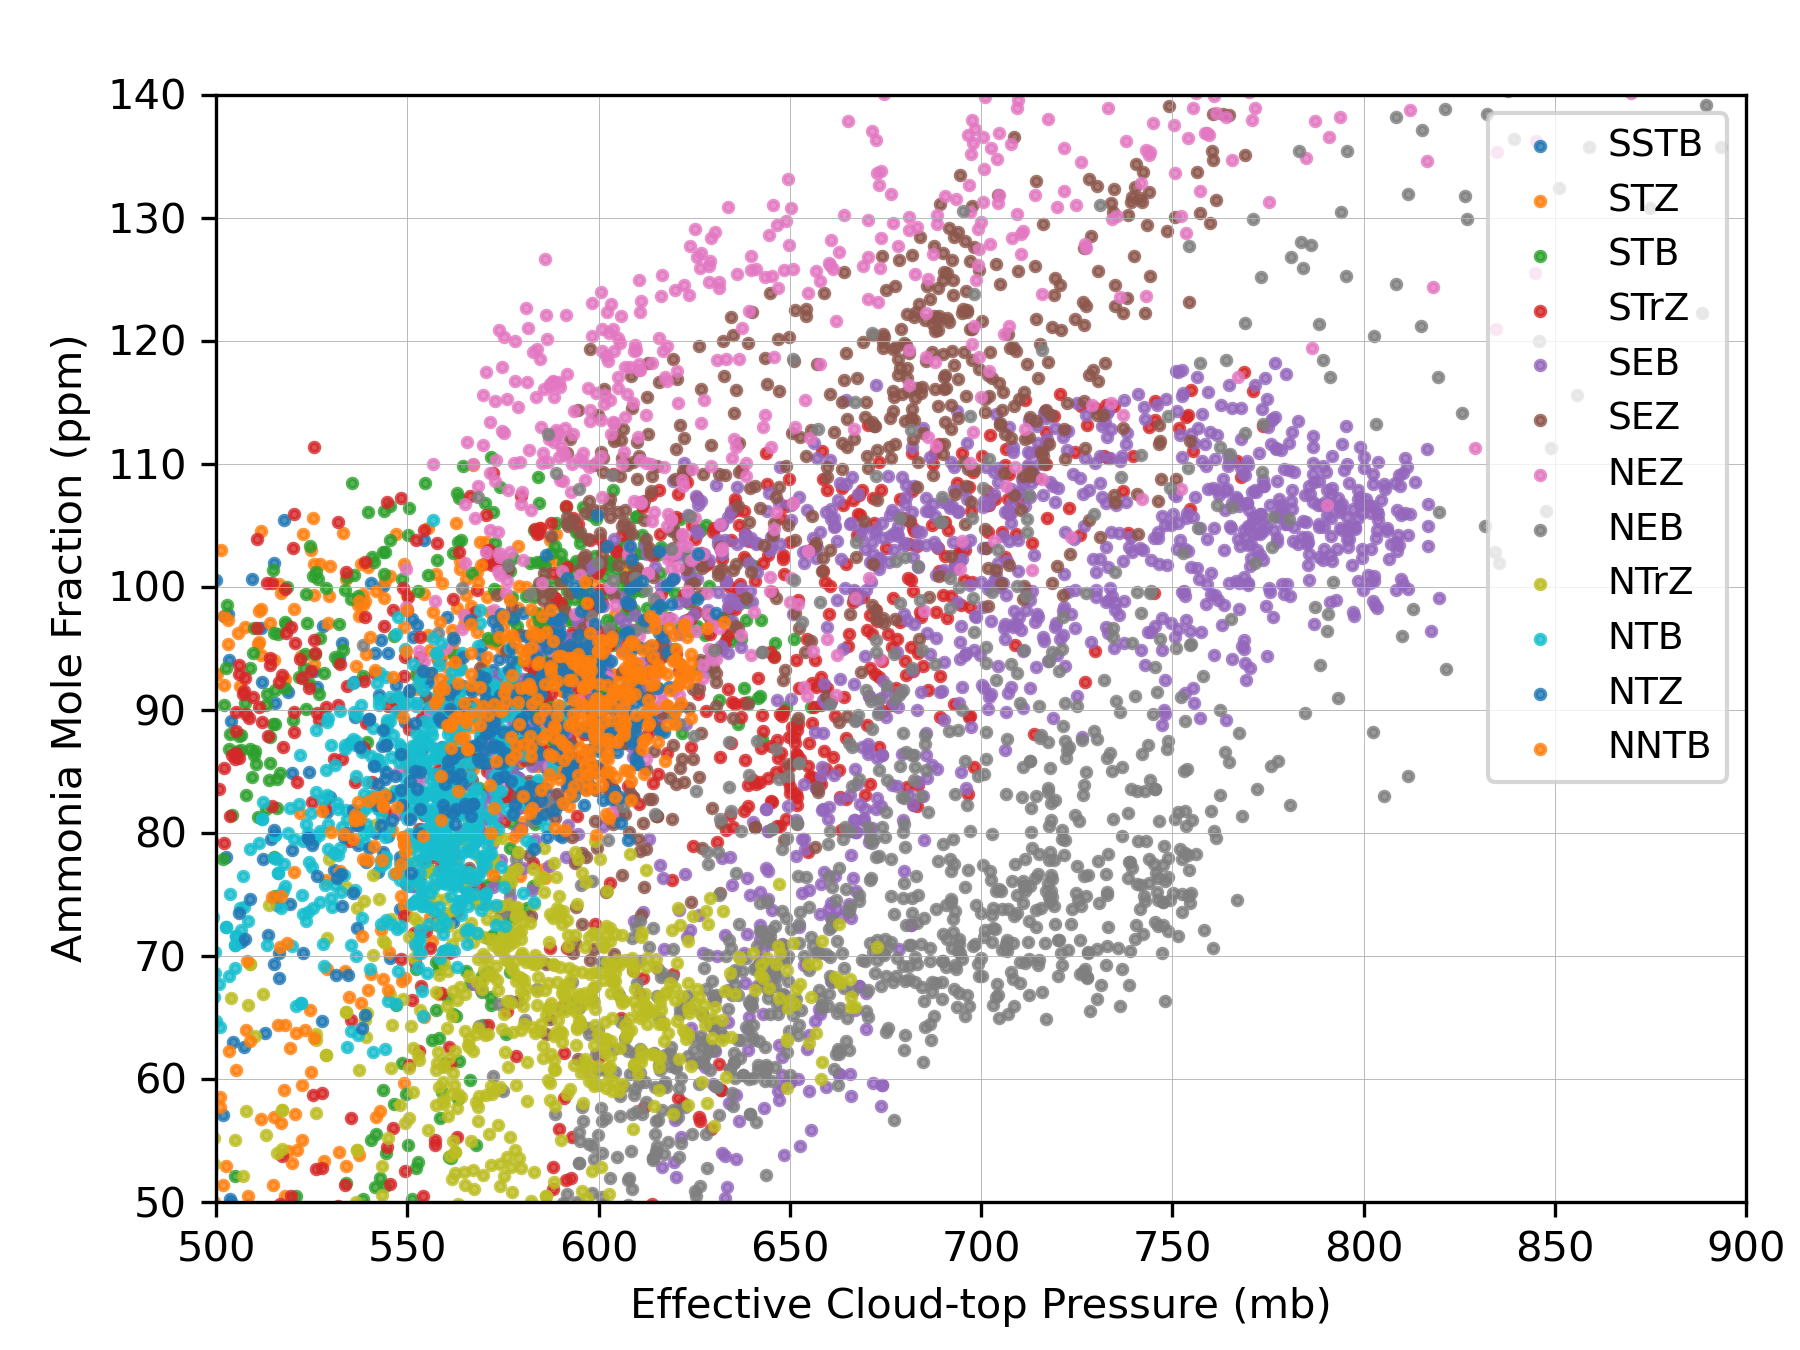 140
130
120
110
100
90
80
70
60
50
Ammonia Mole Fraction (ppm)
SSTB
STZ
STB
STrZ
SEB
SEZ
NEZ
NEB
NTrZ
NTB
NTZ
NNTB
500 550 600 650 700 750 800 850 900
Effective Cloud-top Pressure (mb)